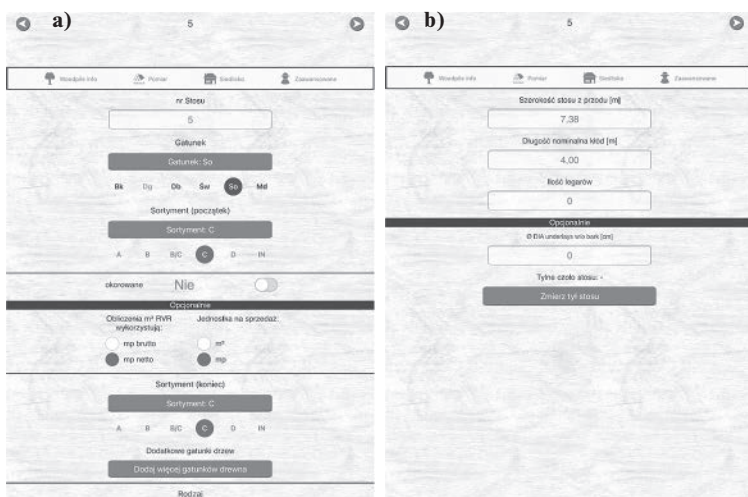 a)
5
Woodpile info Pomiar Siedlisko Zaawansowane
nr Stosu
5
Gatunek
Gatunek: So
Bk Dg Db Św So Md
Sortyment (początek)
Sortyment: C
A B B/C C D IN
okorowane Nie
Opcjonalnie
Obliczenia m³ RVR wykorzystują:
mp brutto
mp netto
Jednostka na sprzedaż:
m³
mp
Sortyment (koniec)
Sortyment: C
A B B/C C D IN
Dodatkowe gatunki drzew
Dodaj więcej gatunków drewna
Rodzaj
b)
5
Woodpile info Pomiar Siedlisko Zaawansowane
Szerokość stosu z przodu [m]
7,38
Długość nominalna kłód [m]
4,00
Ilość legarów
0
Opcjonalnie
Ø DIA underlays w/o bark [cm]
0
Tylne czoło stosu: -
Zmierz tył stosu